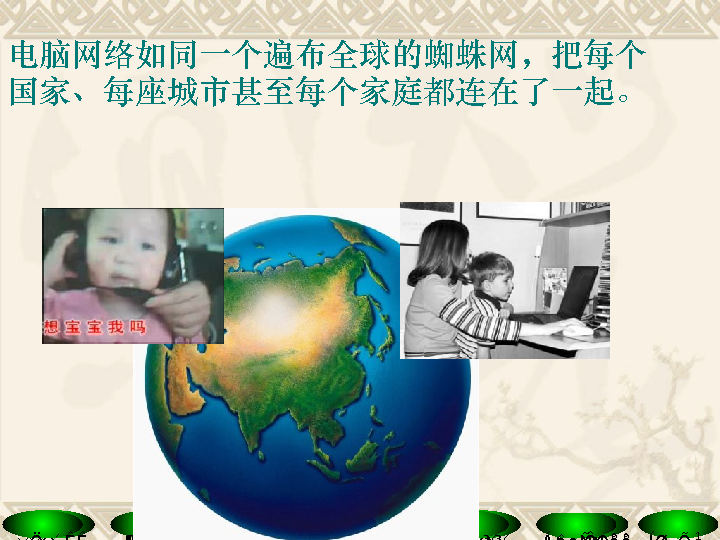 电脑网络如同一个遍布全球的蜘蛛网，把每个
国家、每座城市甚至每个家庭都连在了一起。
想宝宝我吗